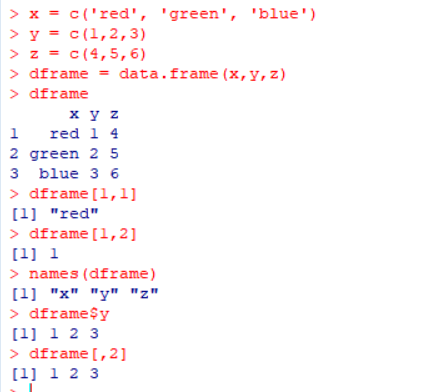 > x = c('red', 'green', 'blue')
> y = c(1,2,3)
> z = c(4,5,6)
> dframe = data.frame(x,y,z)
> dframe
      x y z
1   red 1 4
2 green 2 5
3  blue 3 6
> dframe[1,1]
[1] "red"
> dframe[1,2]
[1] 1
> names(dframe)
[1] "x" "y" "z"
> dframe$y
[1] 1 2 3
> dframe[,2]
[1] 1 2 3
>